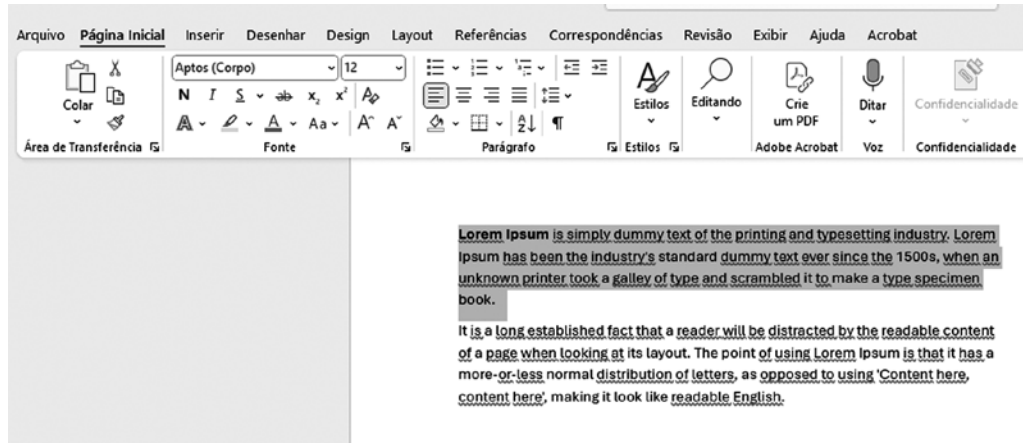 Arquivo Página Inicial Inserir Desenhar Design Layout Referências Correspondências Revisão Exibir Ajuda Acrobat
Aptos (Corpo) 12
N I S ab x₂ x² A
A A Aa A A
Colar
Estilos
Editando
Crie
um PDF
Ditar
Confidencialidade
Área de Transferência Fonte Parágrafo Estilos Adobe Acrobat Voz Confidencialidade
Lorem Ipsum is simply dummy text of the printing and typesetting industry. Lorem
Ipsum has been the industry's standard dummy text ever since the 1500s, when an
unknown printer took a galley of type and scrambled it to make a type specimen
book.
It is a long established fact that a reader will be distracted by the readable content
of a page when looking at its layout. The point of using Lorem Ipsum is that it has a
more-or-less normal distribution of letters, as opposed to using 'Content here,
content here', making it look like readable English.